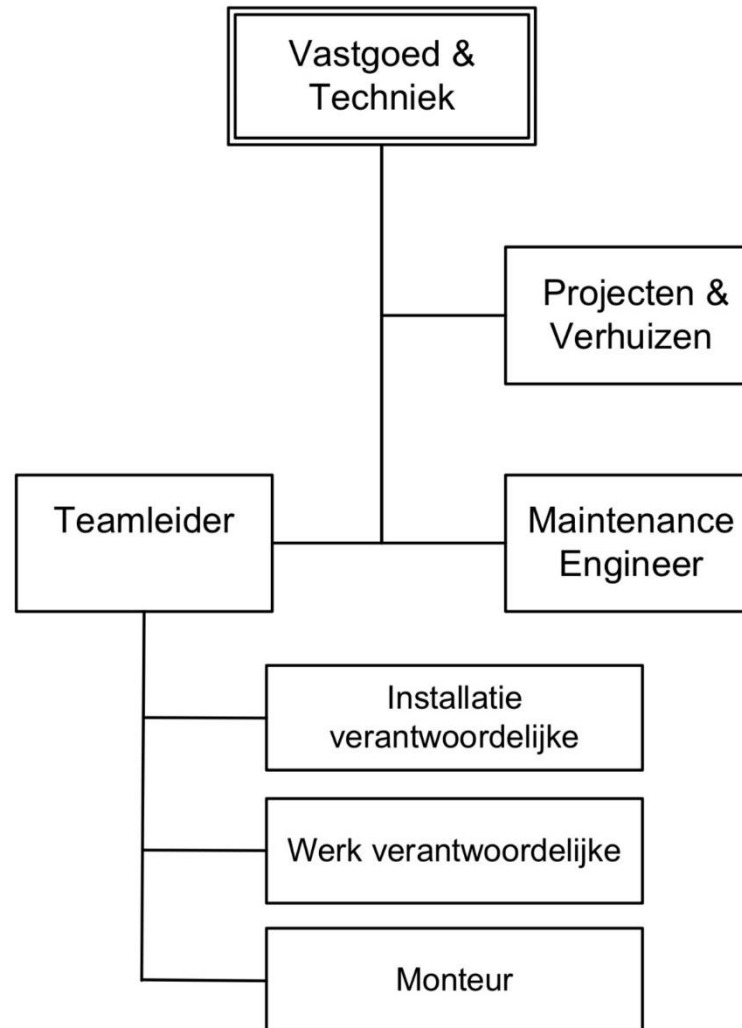 Vastgoed &
Techniek
Projecten &
Verhuizen
Teamleider
Maintenance
Engineer
Installatie
verantwoordelijke
Werk verantwoordelijke
Monteur